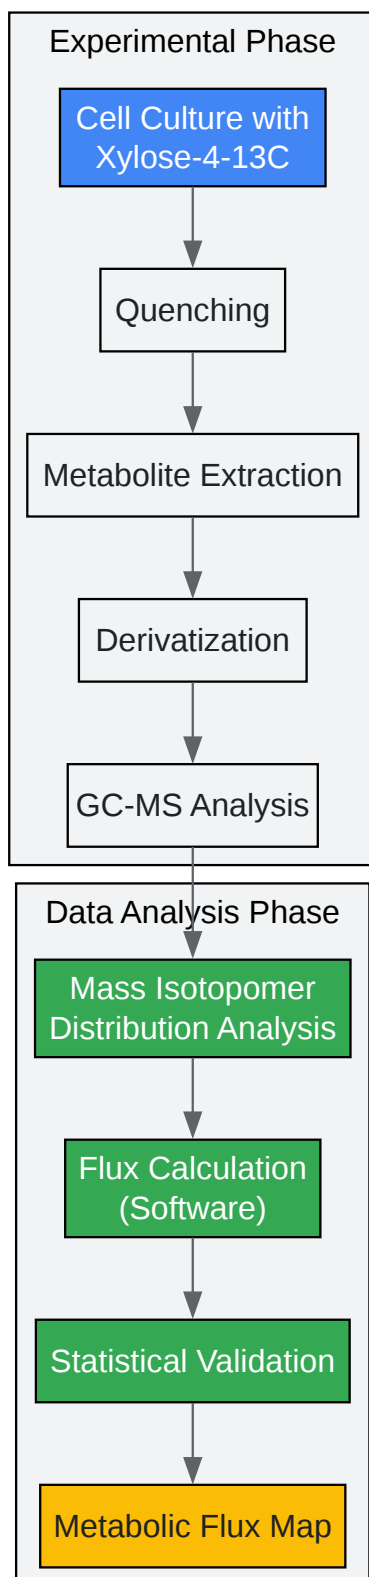 Experimental Phase
Cell Culture with
Xylose-4-13C
Quenching
Metabolite Extraction
Derivatization
GC-MS Analysis
Data Analysis Phase
Mass Isotopomer
Distribution Analysis
Flux Calculation
(Software)
Statistical Validation
Metabolic Flux Map